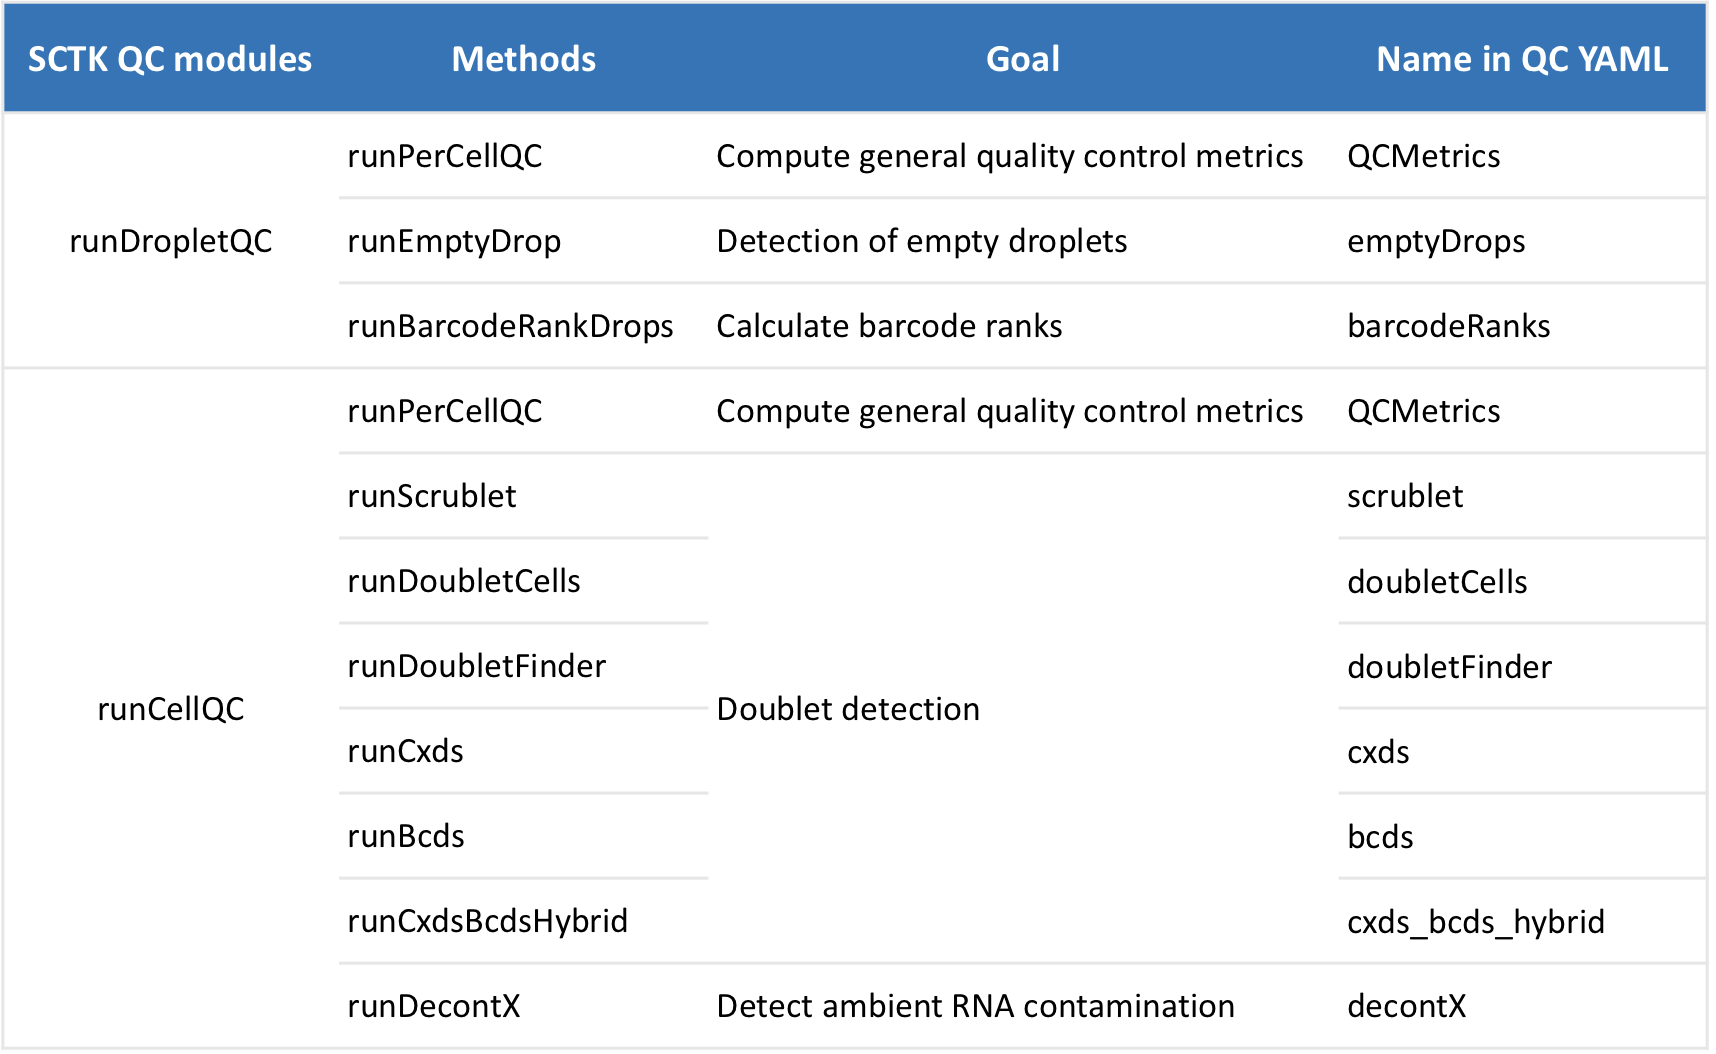 SCTK QC modules Methods Goal Name in QC YAML
runPerCellQC Compute general quality control metrics QCMetrics
runDropletQC runEmptyDrop Detection of empty droplets emptyDrops
runBarcodeRankDrops Calculate barcode ranks barcodeRanks
runPerCellQC Compute general quality control metrics QCMetrics
runScrublet scrublet
runDoubletCells doubletCells
runDoubletFinder doubletFinder
runCellQC Doublet detection
runCxds cxds
runBcds bcds
runCxdsBcdsHybrid cxds_bcds_hybrid
runDecontX Detect ambient RNA contamination decontX